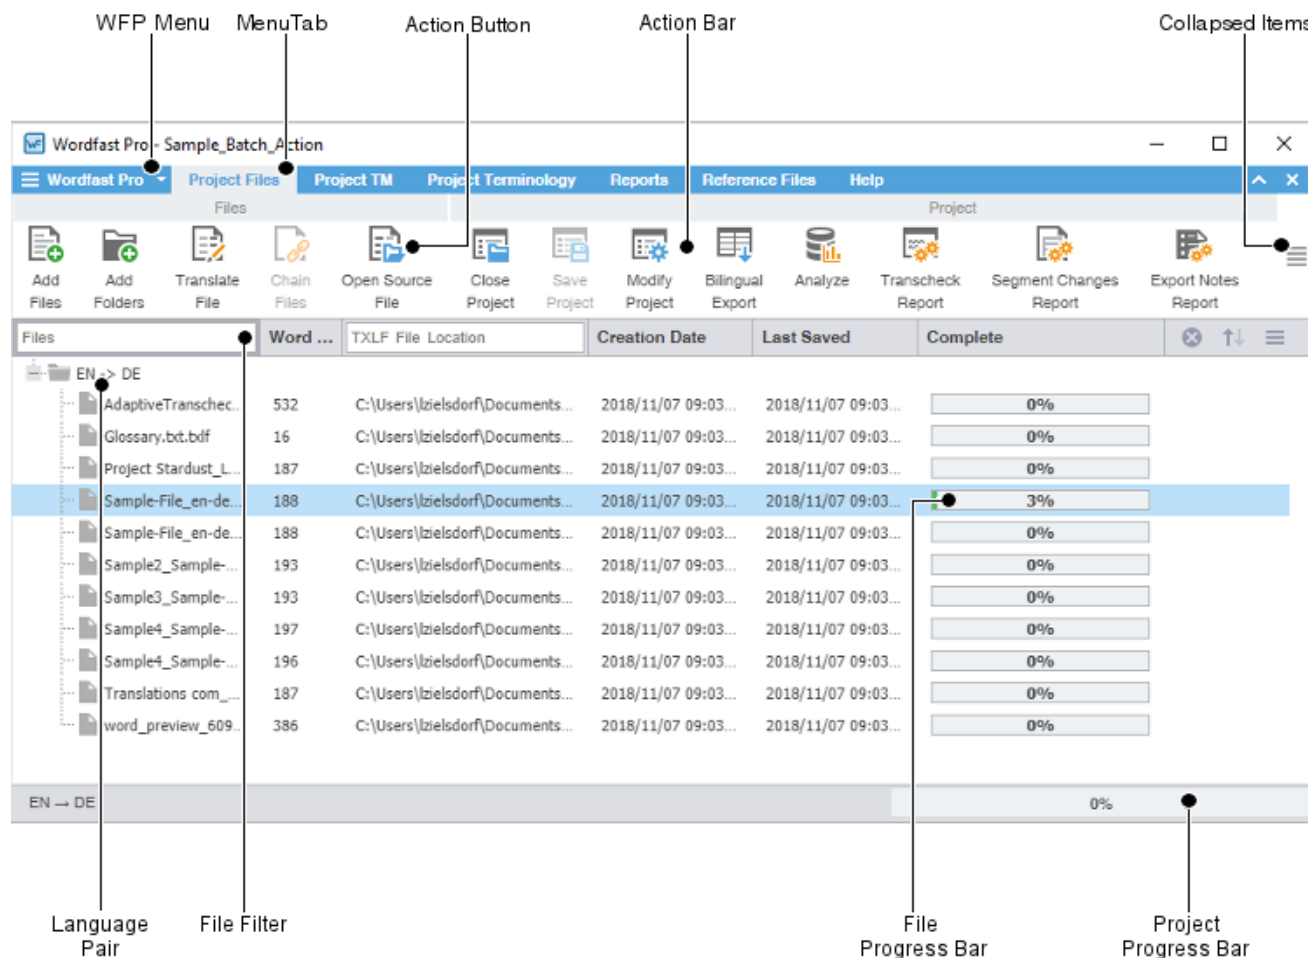 WFP Menu MenuTab Action Button Action Bar Collapsed Items
Wordfast Pro - Sample_Batch_Action
Wordfast Pro Project Files Project TM Project Terminology Reports Reference Files Help
Files Project
Add Add Translate Chain Open Source Close Save Modify Bilingual Analyze Transcheck Segment Changes Export Notes
Files Folders File Files File Project Project Project Export Report Report Report
Files Word ... TXLF File Location Creation Date Last Saved Complete
EN -> DE
AdaptiveTranschec... 532 C:\Users\lzielsdorf\Documents... 2018/11/07 09:03... 2018/11/07 09:03... 0%
Glossary.txt.txlf 16 C:\Users\lzielsdorf\Documents... 2018/11/07 09:03... 2018/11/07 09:03... 0%
Project Stardust_L... 187 C:\Users\lzielsdorf\Documents... 2018/11/07 09:03... 2018/11/07 09:03... 0%
Sample-File_en-de... 188 C:\Users\lzielsdorf\Documents... 2018/11/07 09:03... 2018/11/07 09:03... 3%
Sample-File_en-de... 188 C:\Users\lzielsdorf\Documents... 2018/11/07 09:03... 2018/11/07 09:03... 0%
Sample2_Sample-... 193 C:\Users\lzielsdorf\Documents... 2018/11/07 09:03... 2018/11/07 09:03... 0%
Sample3_Sample-... 193 C:\Users\lzielsdorf\Documents... 2018/11/07 09:03... 2018/11/07 09:03... 0%
Sample4_Sample-... 197 C:\Users\lzielsdorf\Documents... 2018/11/07 09:03... 2018/11/07 09:03... 0%
Sample4_Sample-... 196 C:\Users\lzielsdorf\Documents... 2018/11/07 09:03... 2018/11/07 09:03... 0%
Translations com_... 187 C:\Users\lzielsdorf\Documents... 2018/11/07 09:03... 2018/11/07 09:03... 0%
word_preview_609... 386 C:\Users\lzielsdorf\Documents... 2018/11/07 09:03... 2018/11/07 09:03... 0%
EN → DE 0%
Language File Filter File Project
Pair Progress Bar Progress Bar